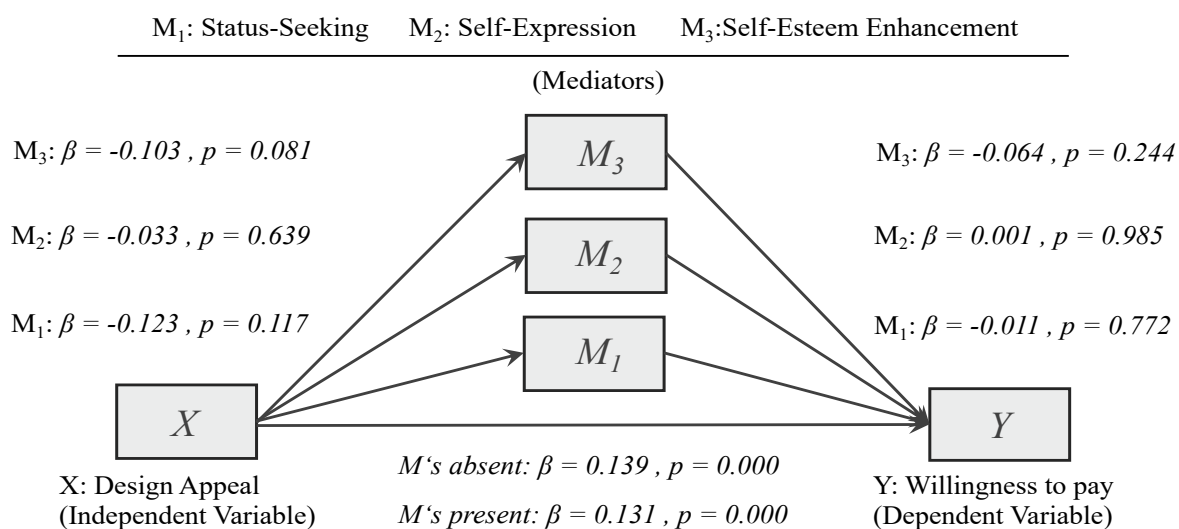 M₁: Status-Seeking M₂: Self-Expression M₃:Self-Esteem Enhancement
(Mediators)
M₃: β = -0.103 , p = 0.081
M₃
M₃: β = -0.064 , p = 0.244
M₂: β = -0.033 , p = 0.639
M₂
M₂: β = 0.001 , p = 0.985
M₁: β = -0.123 , p = 0.117
M₁
M₁: β = -0.011 , p = 0.772
X
Y
M‘s absent: β = 0.139 , p = 0.000
M‘s present: β = 0.131 , p = 0.000
X: Design Appeal
(Independent Variable)
Y: Willingness to pay
(Dependent Variable)